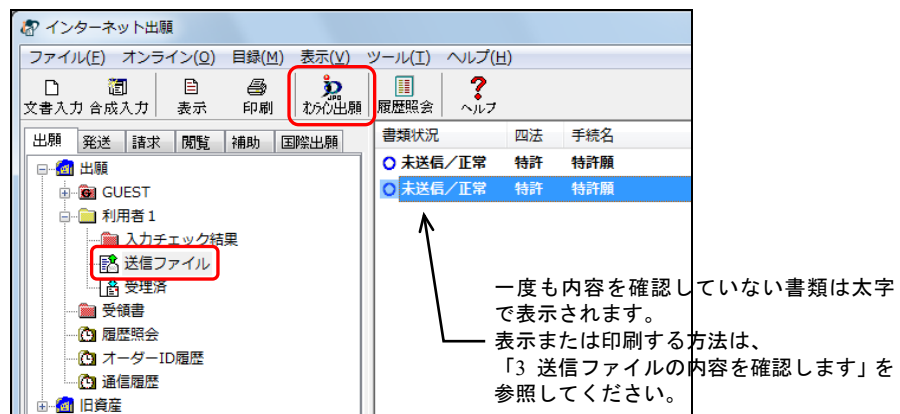 インターネット出願
ファイル(F) オンライン(O) 目録(M) 表示(V) ツール(T) ヘルプ(H)
文書入力 合成入力 表示 印刷 オンライン出願 履歴照会 ヘルプ
出願 発送 請求 閲覧 補助 国際出願
書類状況 四法 手続名
未送信/正常 特許 特許願
未送信/正常 特許 特許願
出願
GUEST
利用者1
入力チェック結果
送信ファイル
受理済
受領書
履歴照会
オーダーID履歴
通信履歴
旧資産
一度も内容を確認していない書類は太字
で表示されます。
表示または印刷する方法は、
「3 送信ファイルの内容を確認します」を
参照してください。